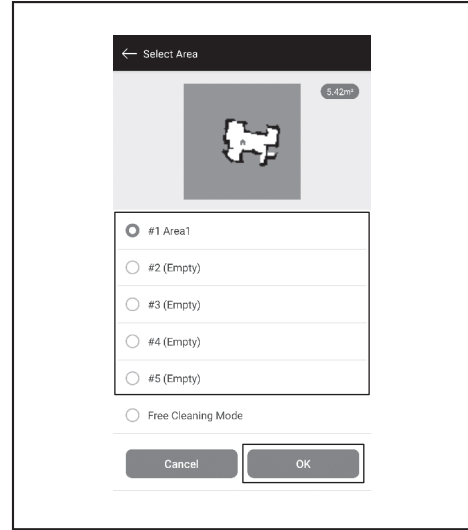 ← Select Area
5.42m²
#1 Area1
#2 (Empty)
#3 (Empty)
#4 (Empty)
#5 (Empty)
Free Cleaning Mode
Cancel OK